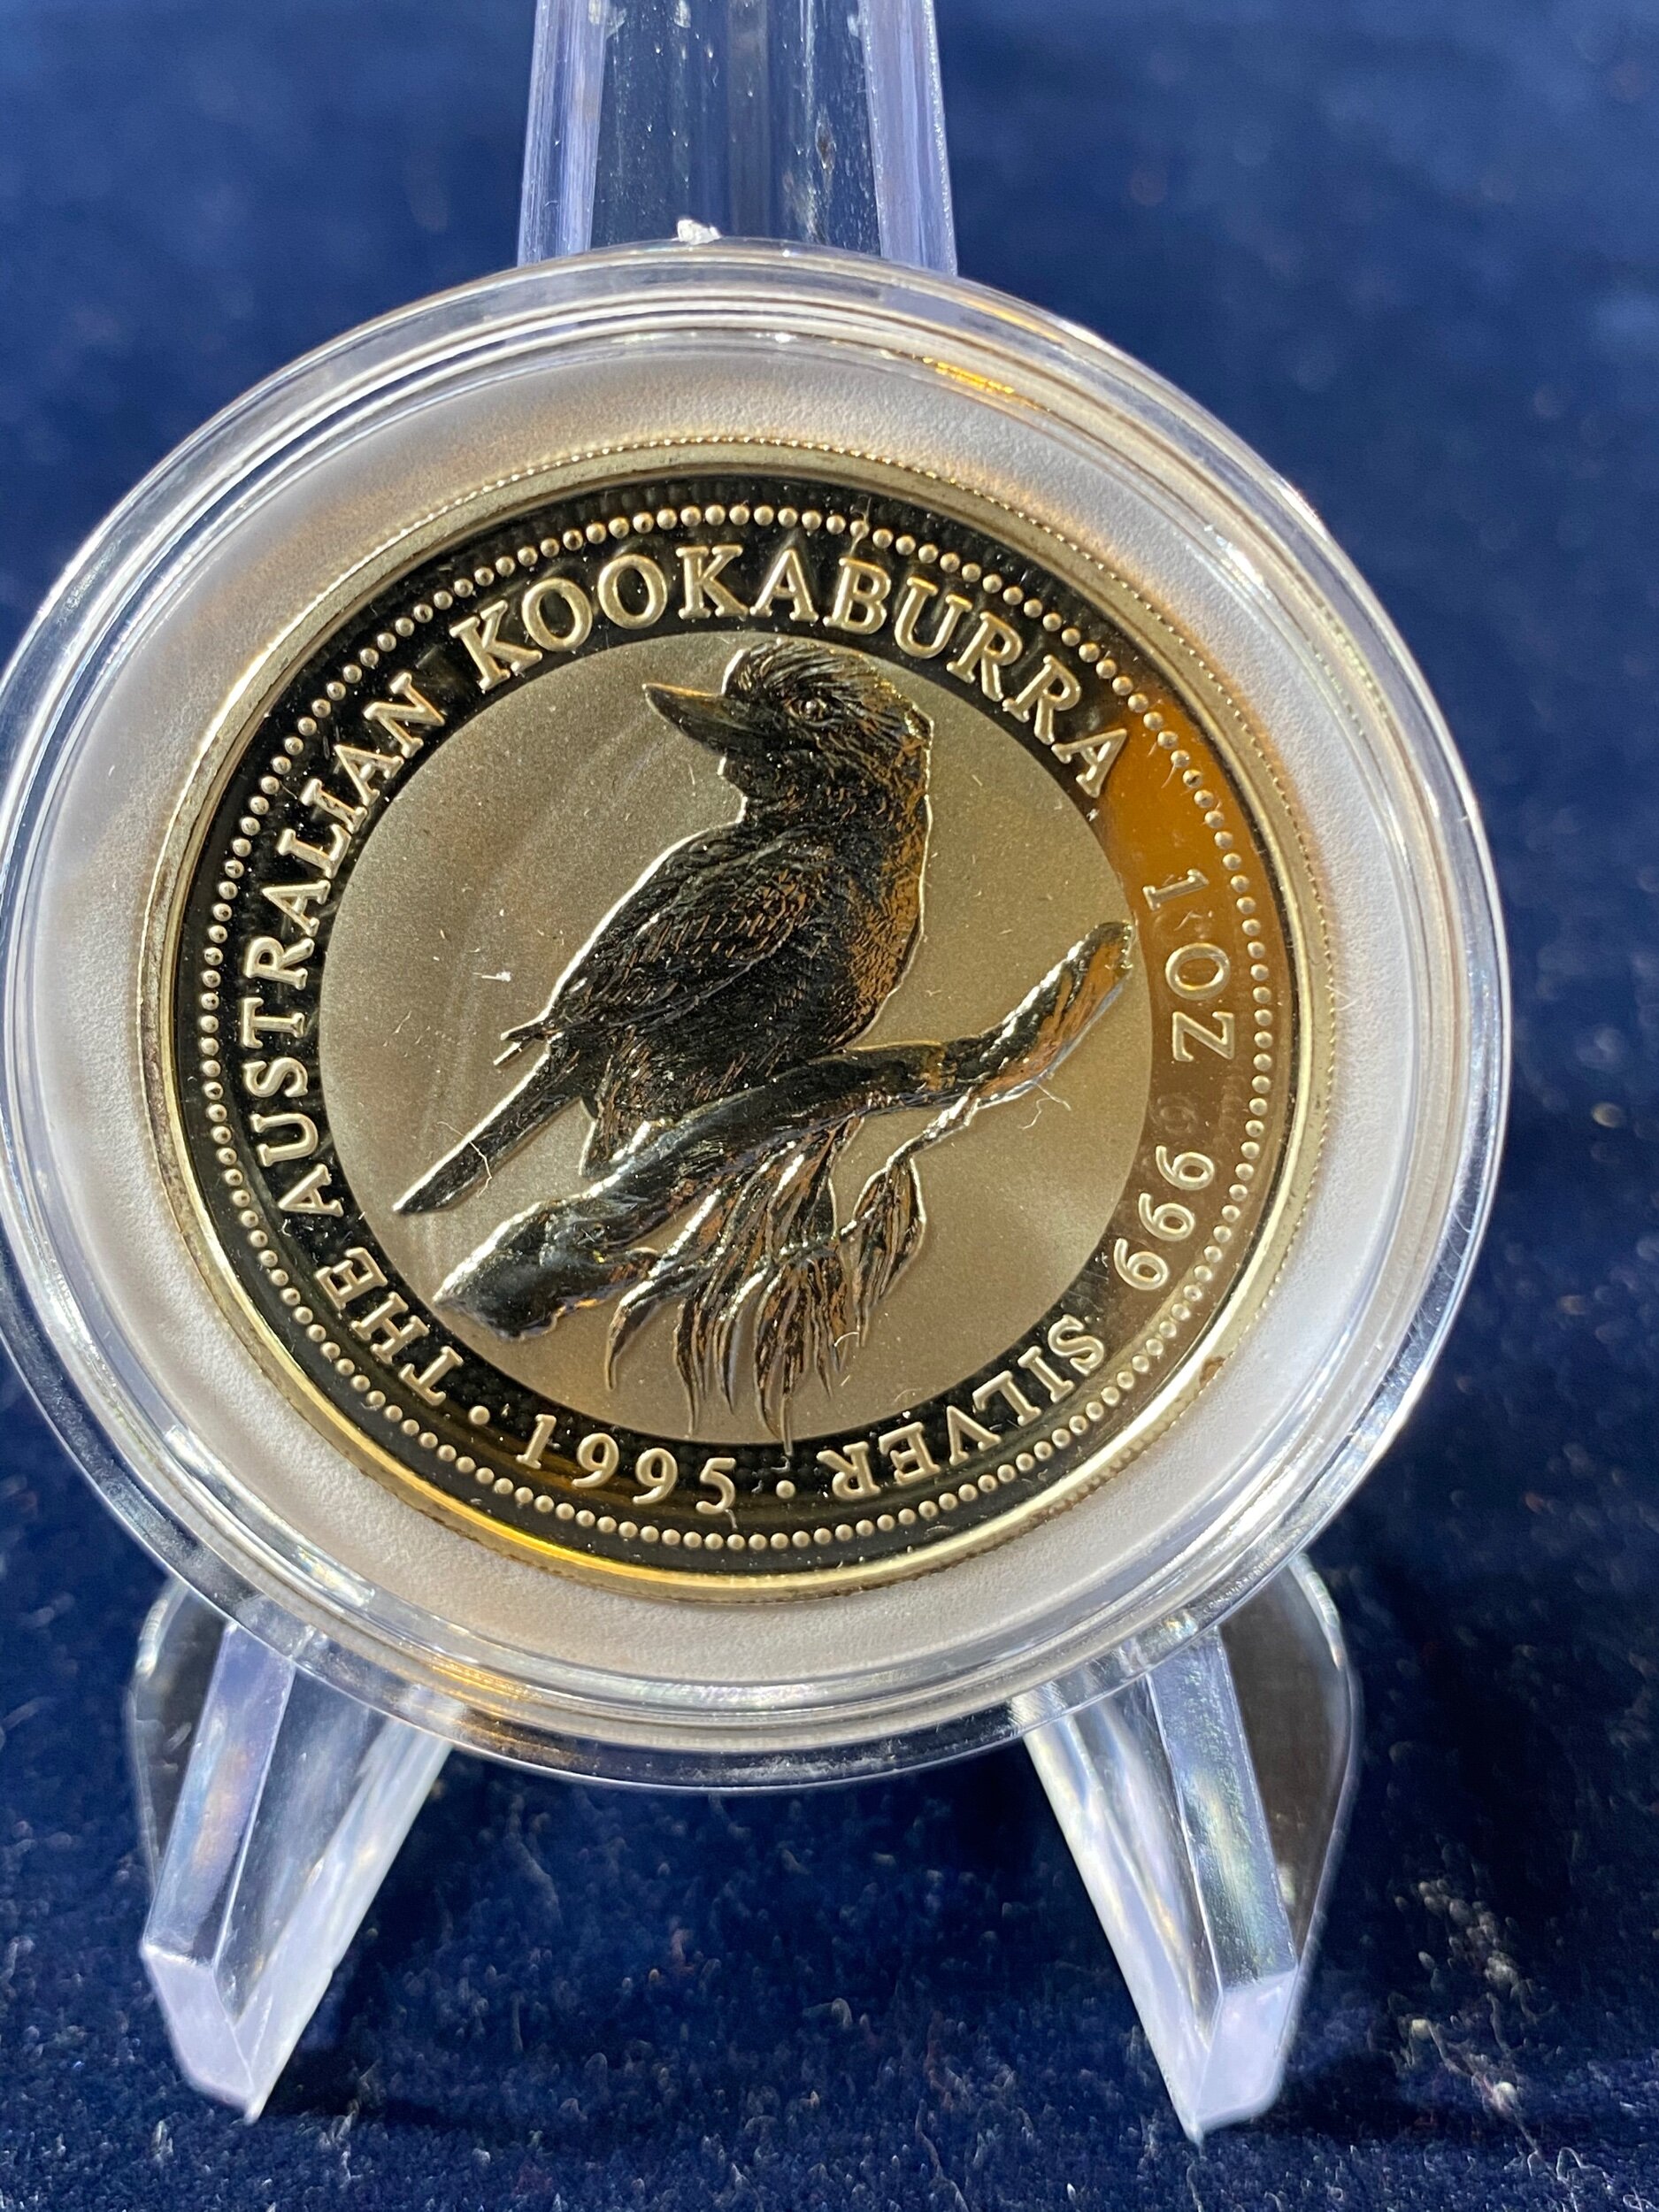 THE AUSTRALIAN KOOKABURRA 1 OZ 999 SILVER · 1995 ·